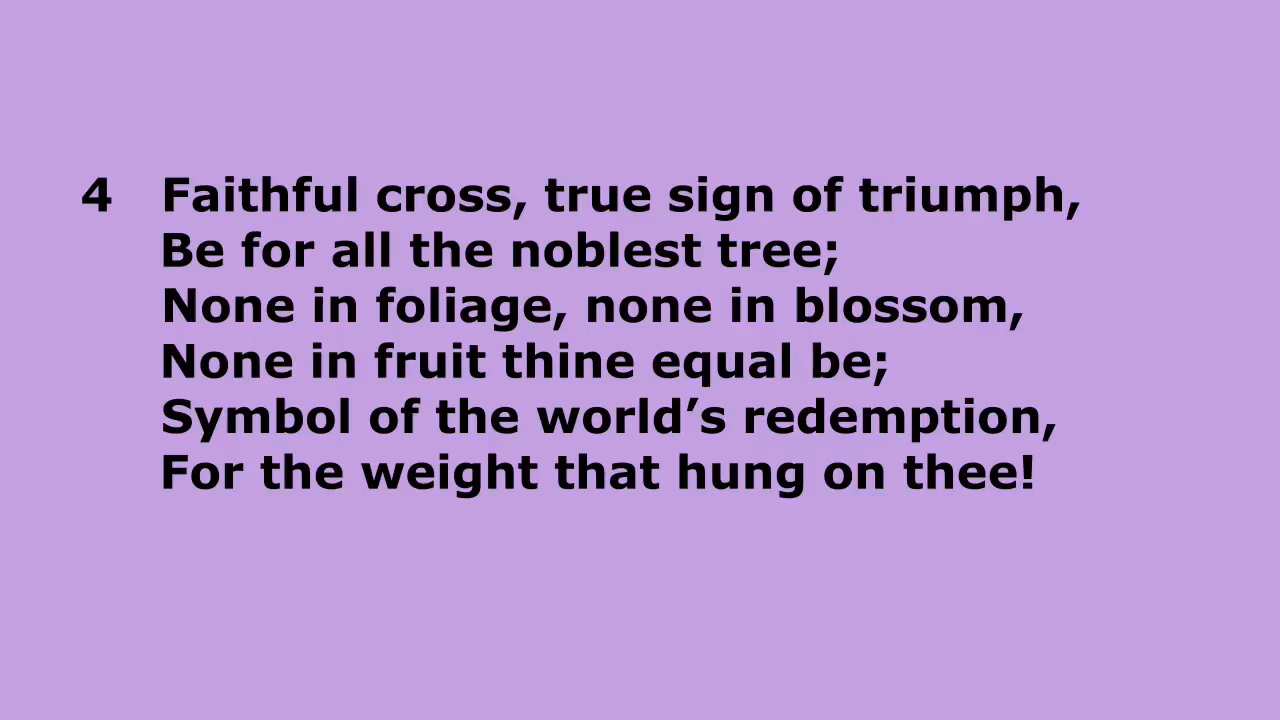 4 Faithful cross, true sign of triumph,
Be for all the noblest tree;
None in foliage, none in blossom,
None in fruit thine equal be;
Symbol of the world’s redemption,
For the weight that hung on thee!